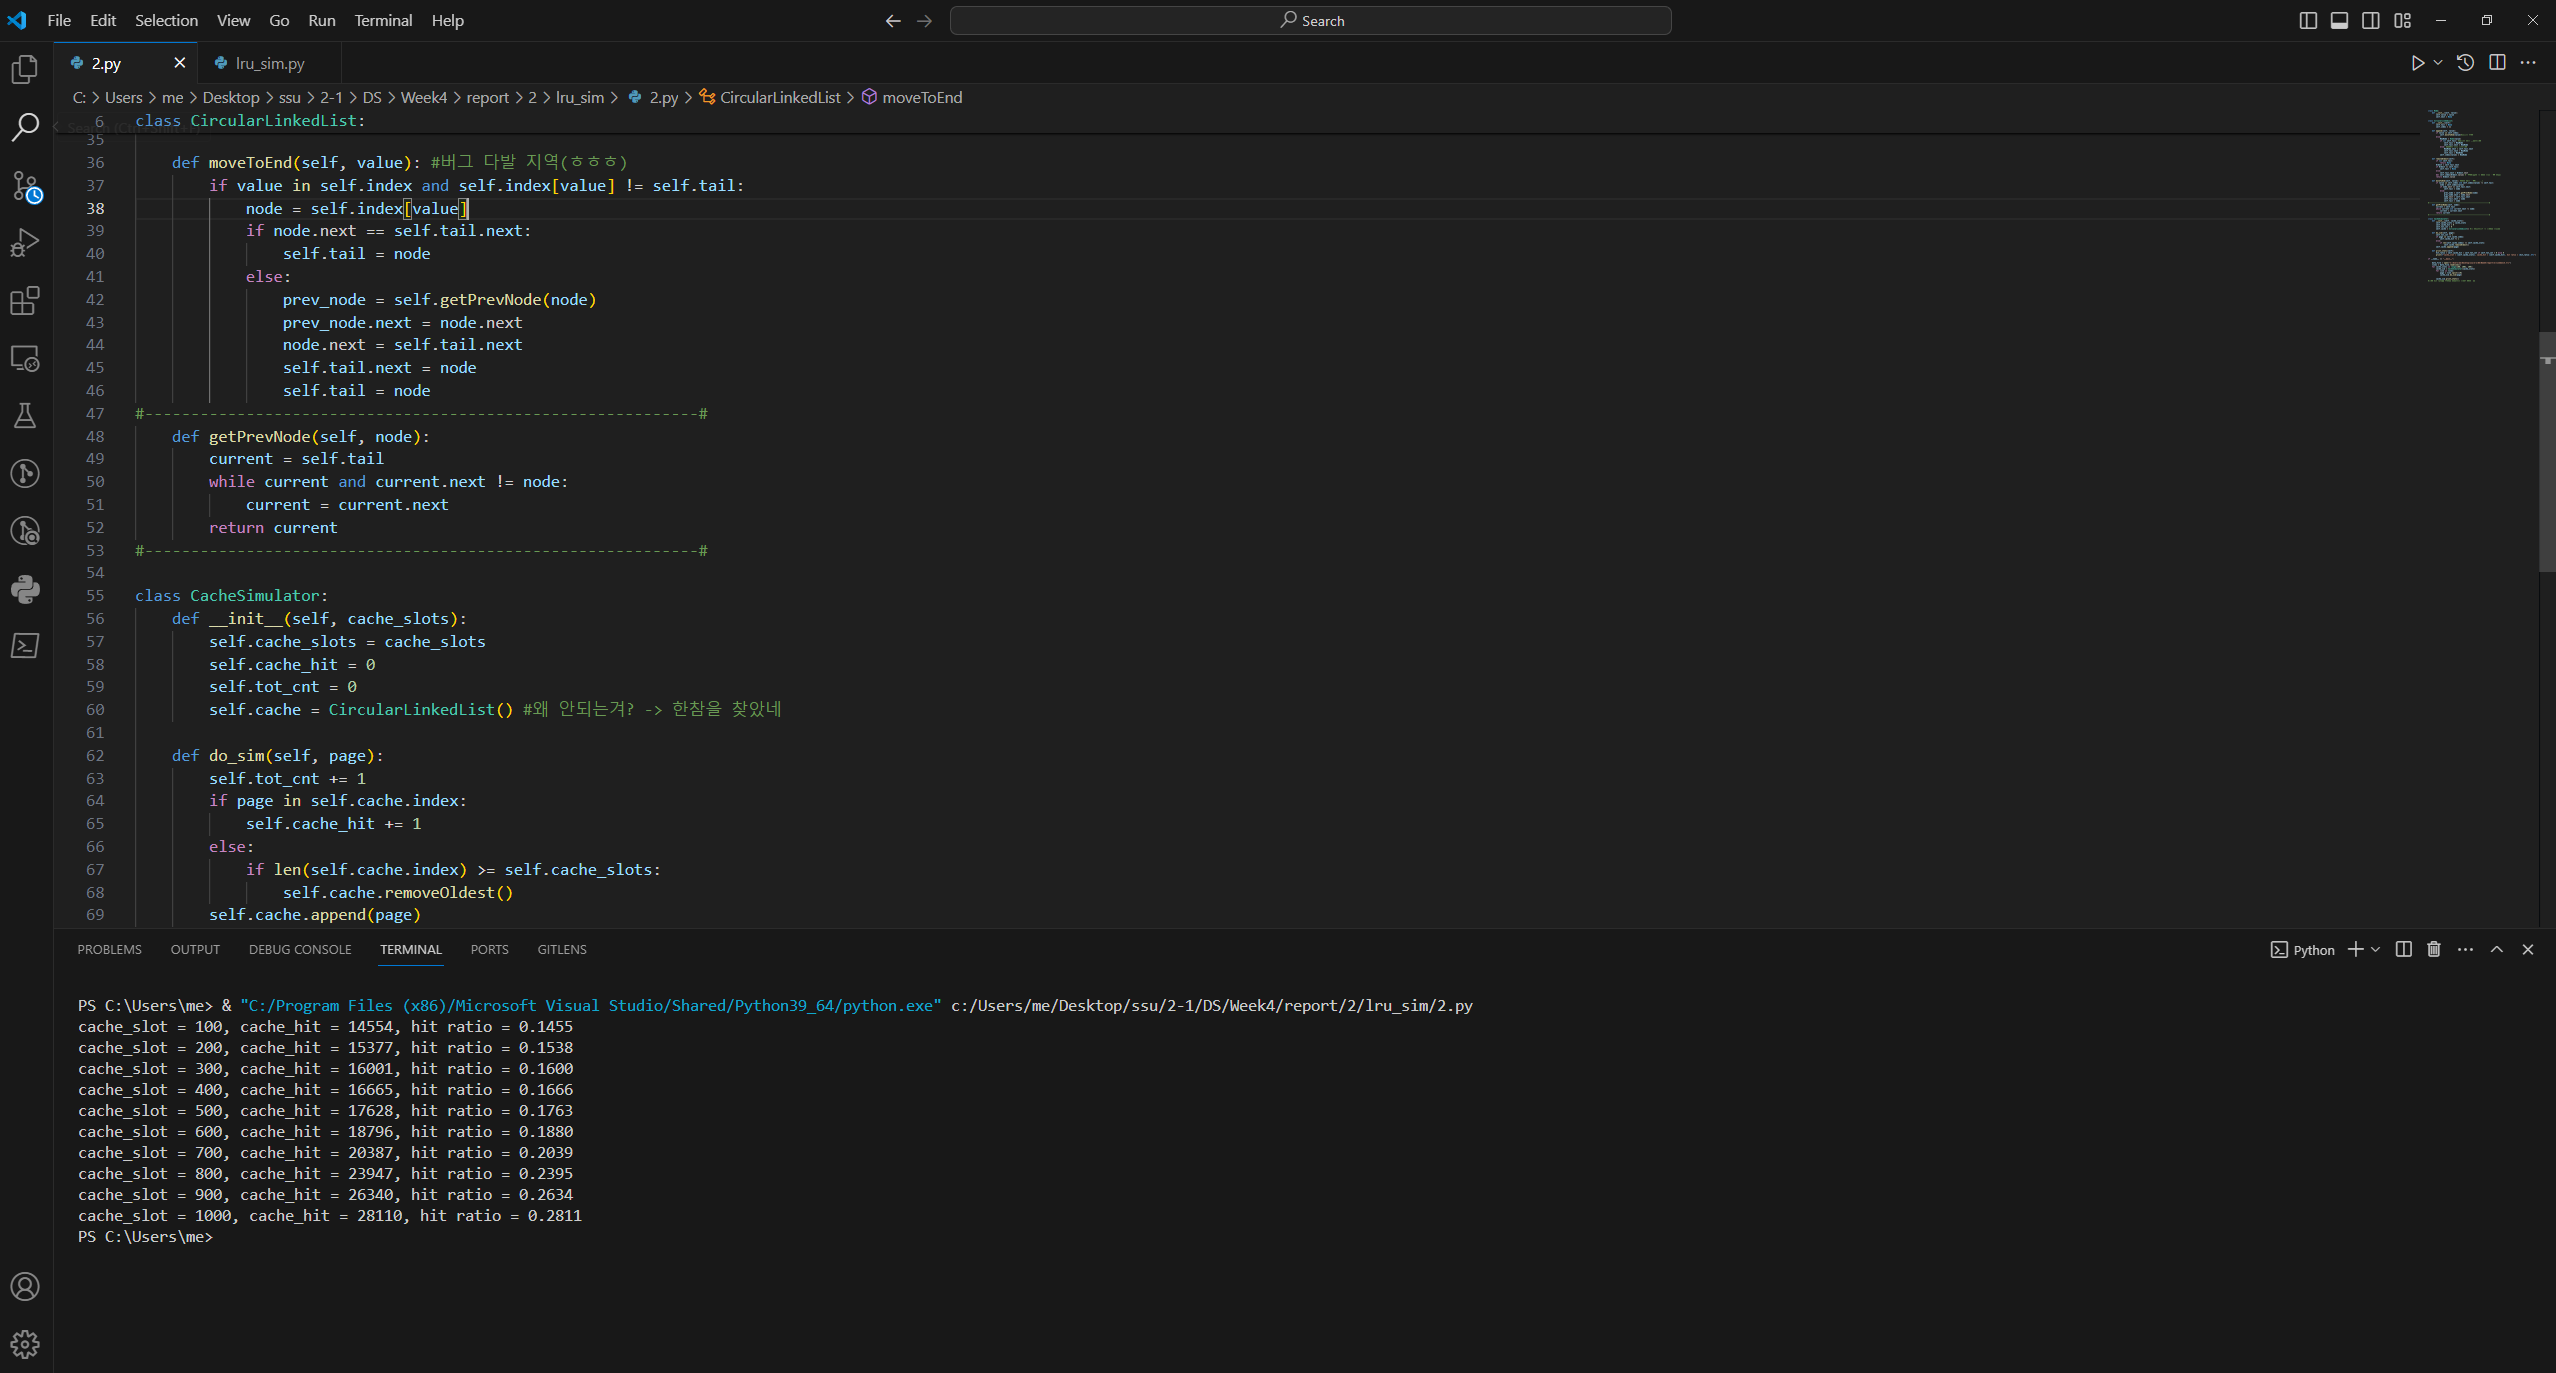 File Edit Selection View Go Run Terminal Help
Search
2.py
lru_sim.py
C: > Users > me > Desktop > ssu > 2-1 > DS > Week4 > report > 2 > lru_sim > 2.py > CircularLinkedList > moveToEnd
6 class CircularLinkedList:
35
36 def moveToEnd(self, value): #버그 다발 지역(ㅎㅎㅎ)
37 if value in self.index and self.index[value] != self.tail:
38 node = self.index[value]
39 if node.next == self.tail.next:
40 self.tail = node
41 else:
42 prev_node = self.getPrevNode(node)
43 prev_node.next = node.next
44 node.next = self.tail.next
45 self.tail.next = node
46 self.tail = node
47 #------------------------------------------------------------#
48 def getPrevNode(self, node):
49 current = self.tail
50 while current and current.next != node:
51 current = current.next
52 return current
53 #------------------------------------------------------------#
54
55 class CacheSimulator:
56 def __init__(self, cache_slots):
57 self.cache_slots = cache_slots
58 self.cache_hit = 0
59 self.tot_cnt = 0
60 self.cache = CircularLinkedList() #왜 안되는겨? -> 한참을 찾았네
61
62 def do_sim(self, page):
63 self.tot_cnt += 1
64 if page in self.cache.index:
65 self.cache_hit += 1
66 else:
67 if len(self.cache.index) >= self.cache_slots:
68 self.cache.removeOldest()
69 self.cache.append(page)
PROBLEMS OUTPUT DEBUG CONSOLE TERMINAL PORTS GITLENS
Python
PS C:\Users\me> & "C:/Program Files (x86)/Microsoft Visual Studio/Shared/Python39_64/python.exe" c:/Users/me/Desktop/ssu/2-1/DS/Week4/report/2/lru_sim/2.py
cache_slot = 100, cache_hit = 14554, hit ratio = 0.1455
cache_slot = 200, cache_hit = 15377, hit ratio = 0.1538
cache_slot = 300, cache_hit = 16001, hit ratio = 0.1600
cache_slot = 400, cache_hit = 16665, hit ratio = 0.1666
cache_slot = 500, cache_hit = 17628, hit ratio = 0.1763
cache_slot = 600, cache_hit = 18796, hit ratio = 0.1880
cache_slot = 700, cache_hit = 20387, hit ratio = 0.2039
cache_slot = 800, cache_hit = 23947, hit ratio = 0.2395
cache_slot = 900, cache_hit = 26340, hit ratio = 0.2634
cache_slot = 1000, cache_hit = 28110, hit ratio = 0.2811
PS C:\Users\me>